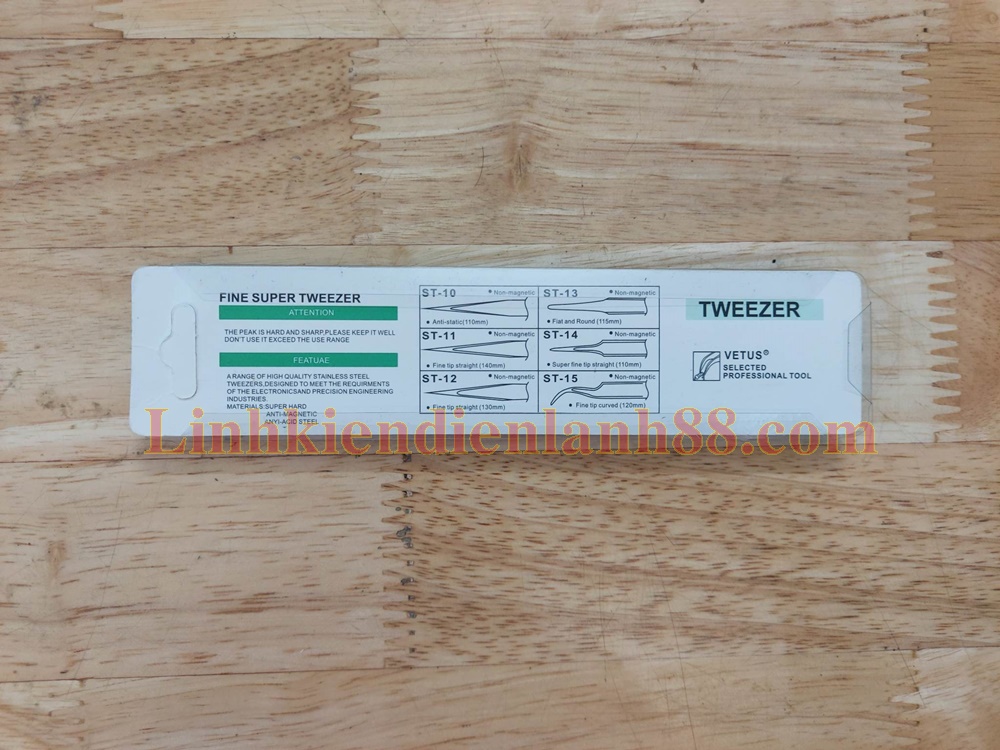 FINE SUPER TWEEZER
ATTENTION
THE PEAK IS HARD AND SHARP,PLEASE KEEP IT WELL
DON'T USE IT EXCEED THE USE RANGE
FEATUAE
A RANGE OF HIGH QUALITY STAINLESS STEEL
TWEEZERS,DESIGNED TO MEET THE REQUIRMENTS
OF THE ELECTRONICSAND PRECISION ENGINEERING
INDUSTRIES.
MATERIALS:SUPER HARD
ANTI-MAGNETIC
ANYI-ACID STEEL
ST-10 * Non-magnetic
• Anti-static(110mm)
ST-11 * Non-magnetic
• Fine tip straight (140mm)
ST-12 * Non-magnetic
• Fine tip straight (130mm)
ST-13 * Non-magnetic
• Flat and Round (115mm)
ST-14 * Non-magnetic
• Super fine tip straight (110mm)
ST-15 * Non-magnetic
• Fine tip curved (120mm)
TWEEZER
VETUS®
SELECTED
PROFESSIONAL TOOL
Linhkiendienlanh88.com